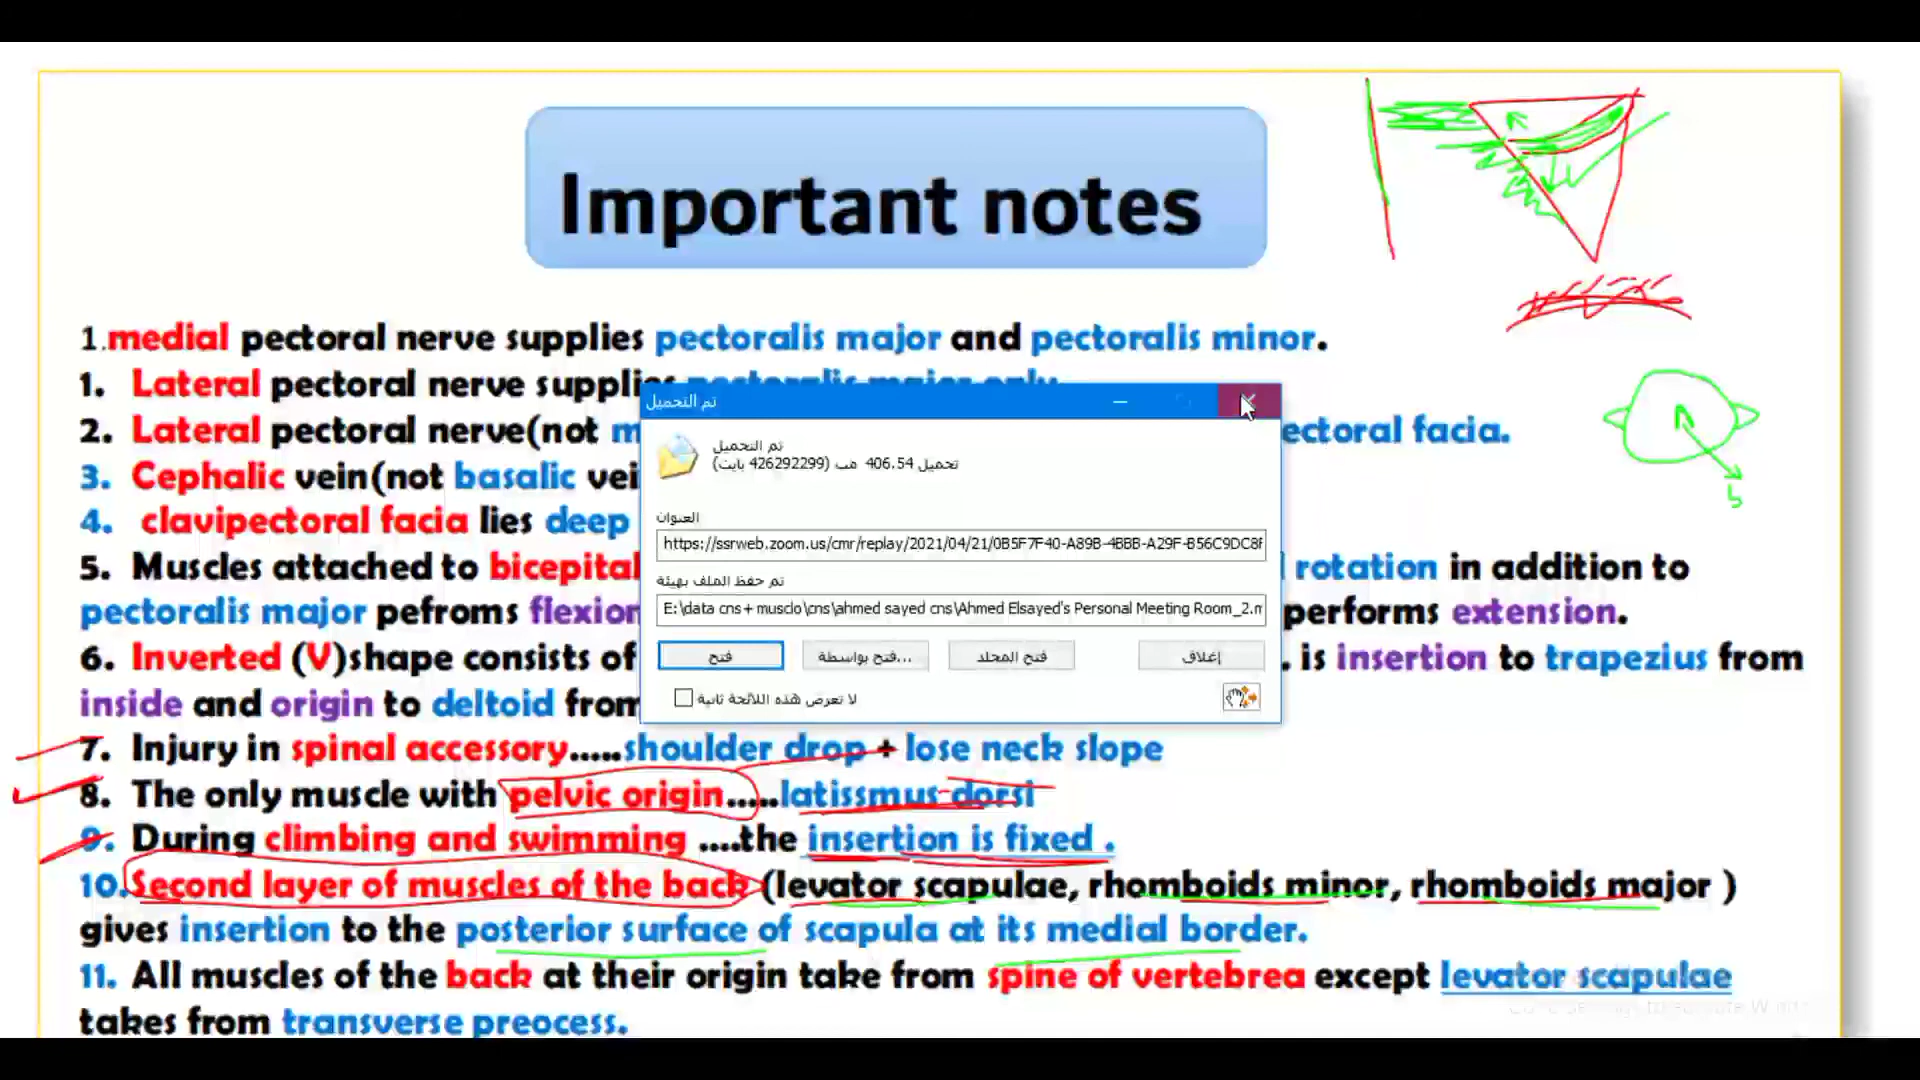 Important notes
1.medial pectoral nerve supplies pectoralis major and pectoralis minor.
1. Lateral pectoral nerve supplies pectoralis major only
2. Lateral pectoral nerve(not
ectoral facia.
3. Cephalic vein(not basalic vei
4. clavipectoral facia lies deep
5. Muscles attached to bicepital
rotation in addition to
pectoralis major pefroms flexion
performs extension.
6. Inverted (V)shape consists of
. is insertion to trapezius from
inside and origin to deltoid from
7. Injury in spinal accessory.....shoulder drop + lose neck slope
8. The only muscle with pelvic origin.....latissmus dorsi
9. During climbing and swimming ....the insertion is fixed .
10.Second layer of muscles of the back (levator scapulae, rhomboids minor, rhomboids major )
gives insertion to the posterior surface of scapula at its medial border.
11. All muscles of the back at their origin take from spine of vertebrea except levator scapulae
takes from transverse preocess.
تم التحميل
تم التحميل
تحميل 406.54 مب (426292299 بايت)
العنوان
https://ssrweb.zoom.us/cmr/replay/2021/04/21/0B5F7F40-A89B-4BBB-A29F-B56C9DC8F
تم حفظ الملف بهيئة
E:\data cns+ musclo\cns\ahmed sayed cns\Ahmed Elsayed's Personal Meeting Room_2.m
فتح
فتح بواسطة...
فتح المجلد
إغلاق
لا تعرض هذه اللائحة ثانية